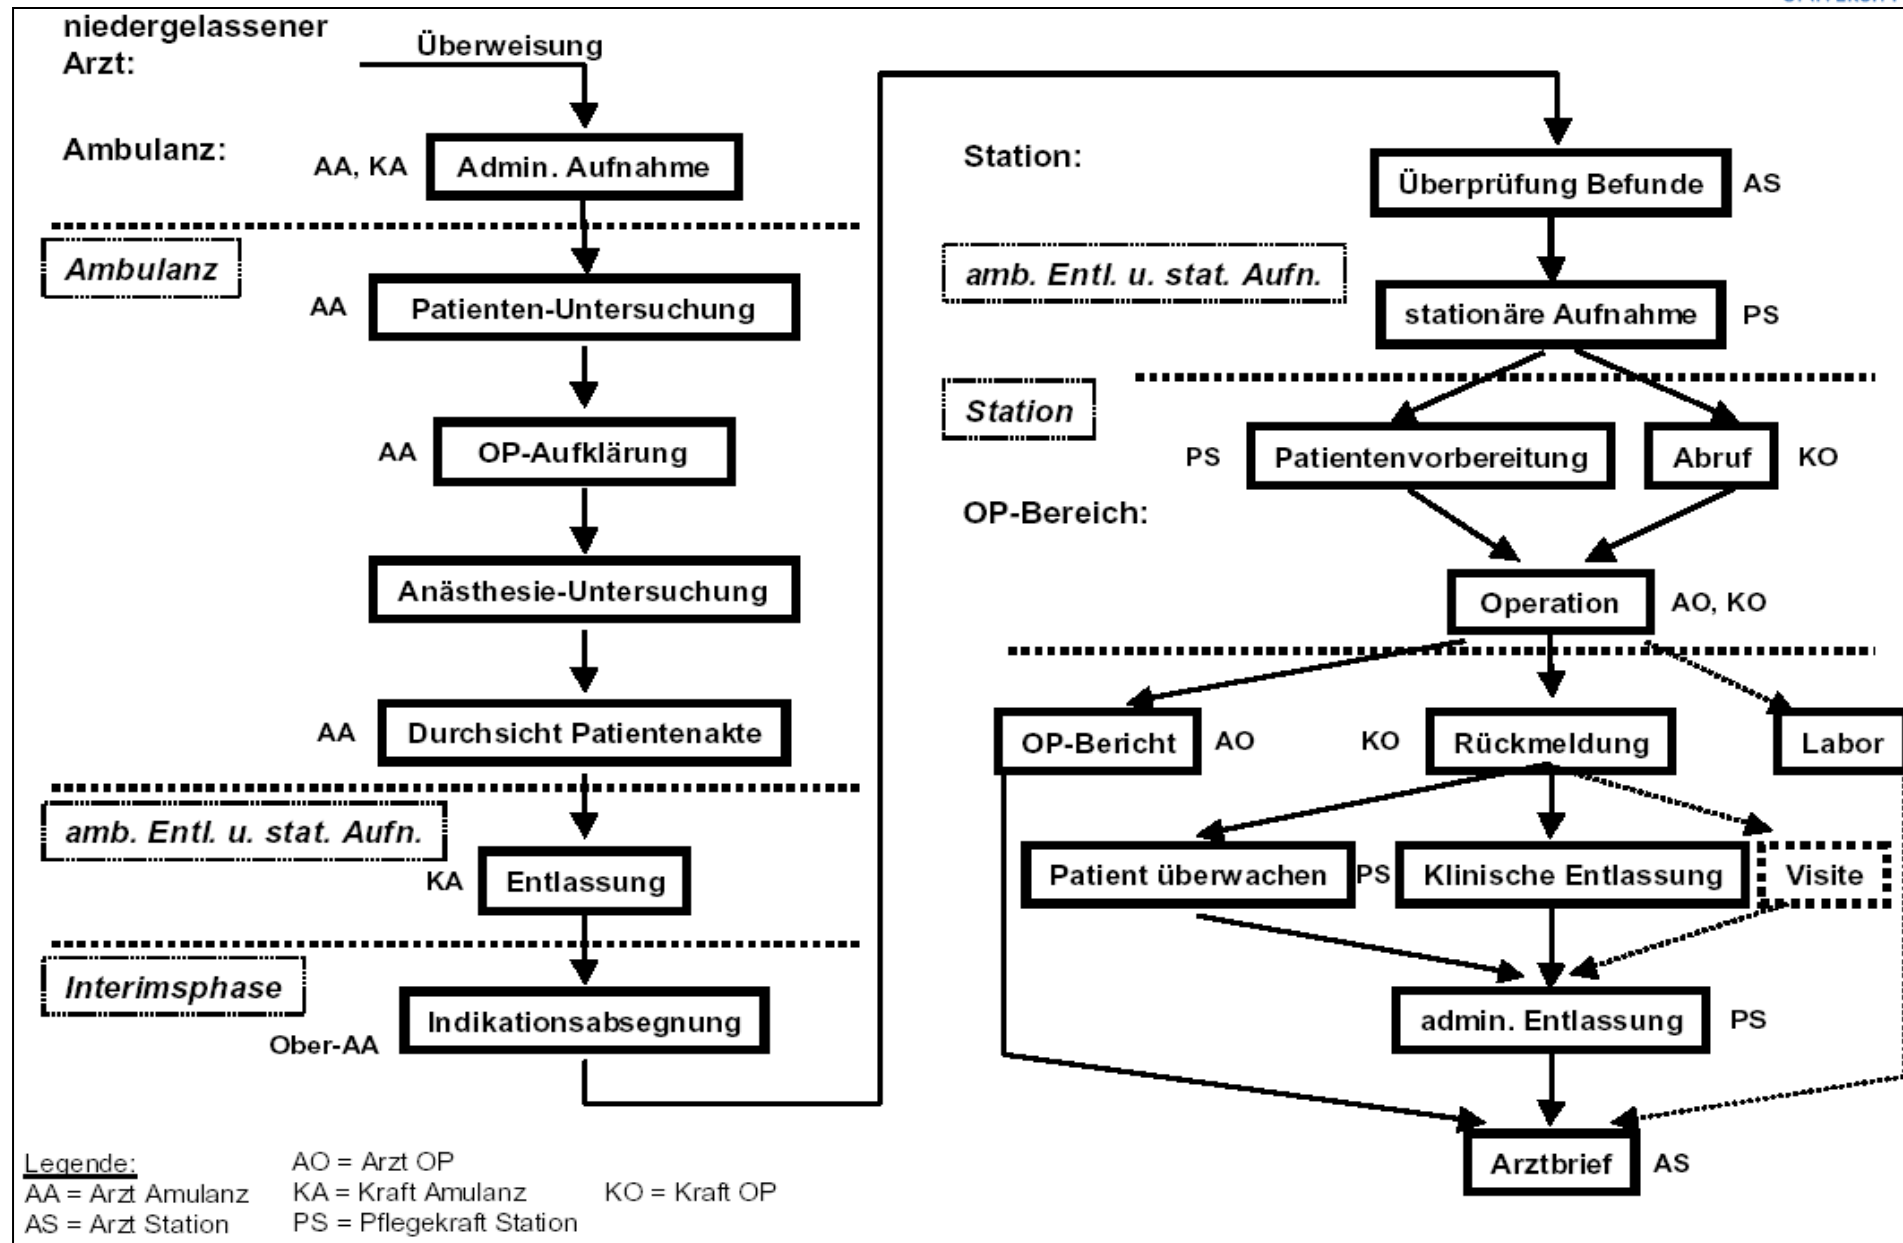 niedergelassener
Arzt:
Überweisung
Ambulanz:
AA, KA
Admin. Aufnahme
Ambulanz
AA
Patienten-Untersuchung
AA
OP-Aufklärung
Anästhesie-Untersuchung
AA
Durchsicht Patientenakte
amb. Entl. u. stat. Aufn.
KA
Entlassung
Interimsphase
Ober-AA
Indikationsabsegnung
Station:
Überprüfung Befunde
AS
amb. Entl. u. stat. Aufn.
stationäre Aufnahme
PS
Station
PS
Patientenvorbereitung
Abruf
KO
OP-Bereich:
Operation
AO, KO
OP-Bericht
AO
KO
Rückmeldung
Labor
Patient überwachen
PS
Klinische Entlassung
Visite
admin. Entlassung
PS
Arztbrief
AS
Legende:
AO = Arzt OP
AA = Arzt Amulanz
KA = Kraft Amulanz
KO = Kraft OP
AS = Arzt Station
PS = Pflegekraft Station